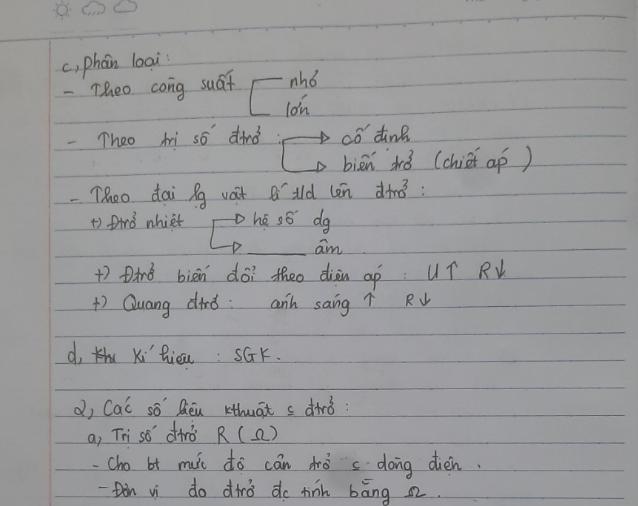 c, phân loại:
- Theo công suất nhỏ
lớn
- Theo trị số đtrở: cố định
biến trở (chiết áp)
- Theo đại lg vật lí t/d lên đtrở:
+) Đtrở nhiệt hệ số dg
____ âm
+) Đtrở biến đổi theo điện áp: U↑ R↓
+) Quang đtrở: ánh sáng ↑ R↓
d, Kí hiệu: SGK.
2, Các số liệu kthuật c đtrở:
a, Trị số đtrở R (Ω)
- Cho bt mức độ cản trở c dòng điện.
- Đơn vị đo đtrở đc tính bằng Ω.